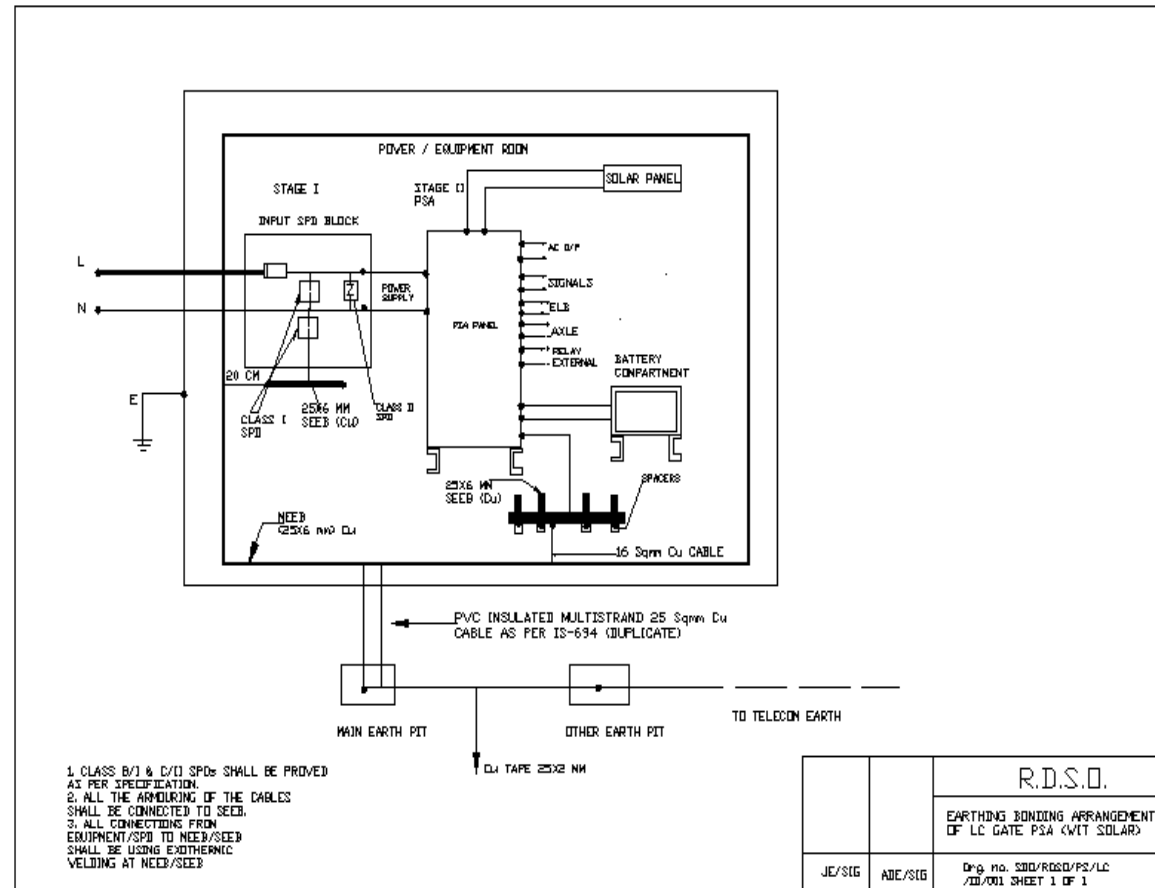 POWER / EQUIPMENT ROOM
SOLAR PANEL
STAGE I
STAGE II
PSA
INPUT SPD BLOCK
L
N
POWER
SUPPLY
PSA PANEL
AC O/P
SIGNALS
ELB
AXLE
RELAY
EXTERNAL
BATTERY
COMPARTMENT
20 CM
E
CLASS I
SPD
25X6 MM
SEEB (CU)
CLASS II
SPD
25X6 MM
SEEB (Cu)
SPACERS
NEEB
(25X6 mm) Cu
16 Sqmm Cu CABLE
PVC INSULATED MULTISTRAND 25 Sqmm Cu
CABLE AS PER IS-694 (DUPLICATE)
MAIN EARTH PIT
OTHER EARTH PIT
TO TELECOM EARTH
Cu TAPE 25X2 MM
1. CLASS B/I & C/II SPDs SHALL BE PROVED
AS PER SPECIFICATION.
2. ALL THE ARMOURING OF THE CABLES
SHALL BE CONNECTED TO SEEB.
3. ALL CONNECTIONS FROM
EQUIPMENT/SPD TO NEEB/SEEB
SHALL BE USING EXOTHERMIC
WELDING AT NEEB/SEEB
R.D.S.O.
EARTHING BONDING ARRANGEMENT
OF LC GATE PSA (WIT SOLAR)
JE/SIG
ADE/SIG
Drg. no. SDO/RDSO/PS/LC
/ID/001 SHEET 1 OF 1